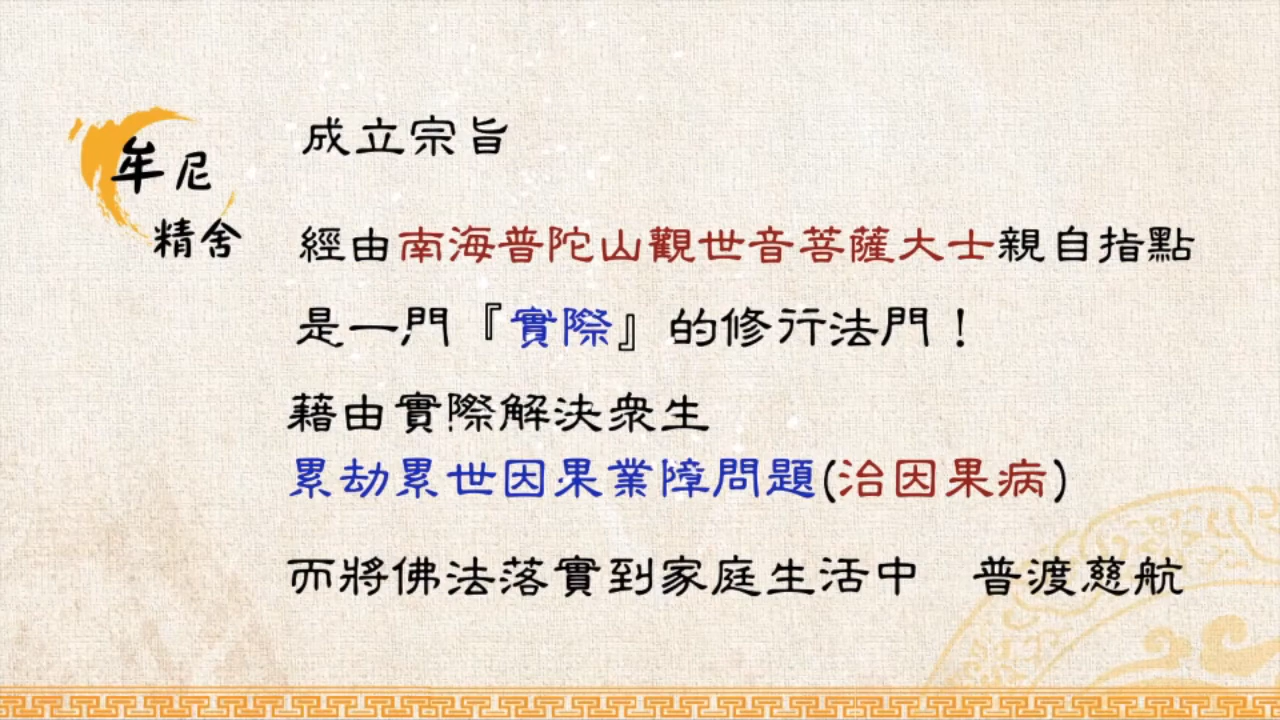 牟尼
精舍
成立宗旨
經由南海普陀山觀世音菩薩大士親自指點
是一門『實際』的修行法門！
藉由實際解決眾生
累劫累世因果業障問題(治因果病)
而將佛法落實到家庭生活中　普渡慈航